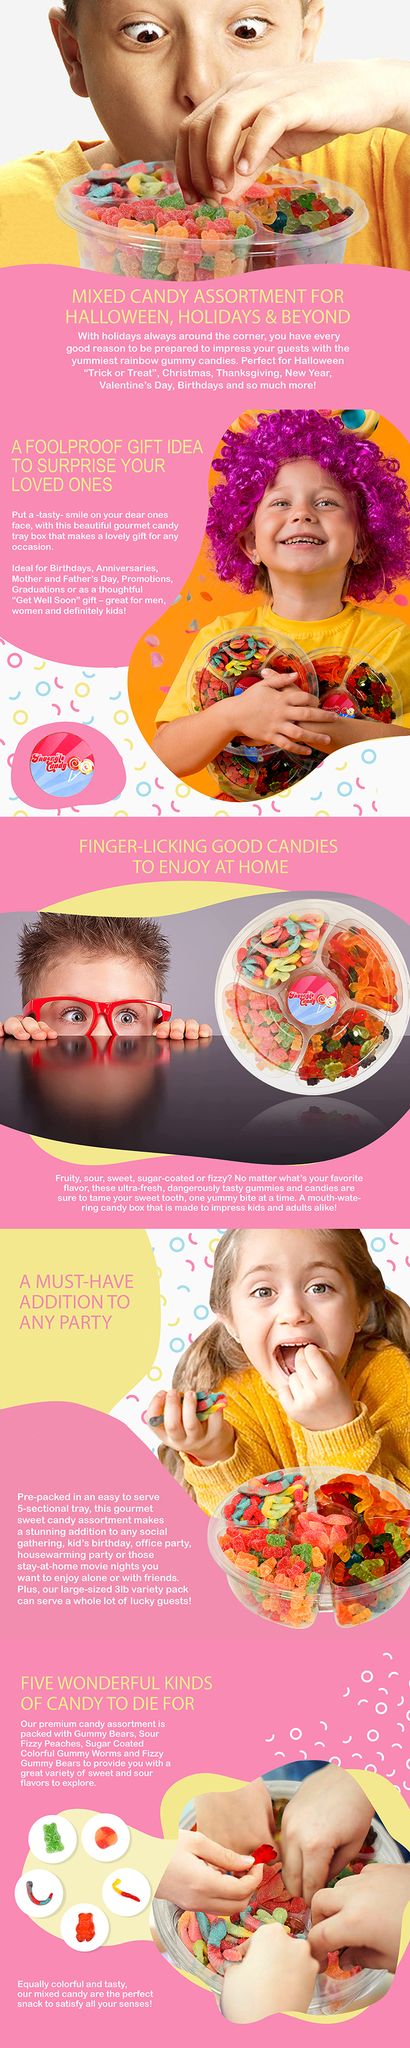 MIXED CANDY ASSORTMENT FOR
HALLOWEEN, HOLIDAYS & BEYOND
With holidays always around the corner, you have every
good reason to be prepared to impress your guests with the
yummiest rainbow gummy candies. Perfect for Halloween
"Trick or Treat", Christmas, Thanksgiving, New Year,
Valentine's Day, Birthdays and so much more!
A FOOLPROOF GIFT IDEA
TO SURPRISE YOUR
LOVED ONES
Put a -tasty- smile on your dear ones
face, with this beautiful gourmet candy
tray box that makes a lovely gift for any
occasion.
Ideal for Birthdays, Anniversaries,
Mother and Father's Day, Promotions,
Graduations or as a thoughtful
"Get Well Soon" gift – great for men,
women and definitely kids!
Candy
FINGER-LICKING GOOD CANDIES
TO ENJOY AT HOME
Candy
Fruity, sour, sweet, sugar-coated or fizzy? No matter what's your favorite
flavor, these ultra-fresh, dangerously tasty gummies and candies are
sure to tame your sweet tooth, one yummy bite at a time. A mouth-wate-
ring candy box that is made to impress kids and adults alike!
A MUST-HAVE
ADDITION TO
ANY PARTY
Pre-packed in an easy to serve
5-sectional tray, this gourmet
sweet candy assortment makes
a stunning addition to any social
gathering, kid's birthday, office party,
housewarming party or those
stay-at-home movie nights you
want to enjoy alone or with friends.
Plus, our large-sized 3lb variety pack
can serve a whole lot of lucky guests!
FIVE WONDERFUL KINDS
OF CANDY TO DIE FOR
Our premium candy assortment is
packed with Gummy Bears, Sour
Fizzy Peaches, Sugar Coated
Colorful Gummy Worms and Fizzy
Gummy Bears to provide you with a
great variety of sweet and sour
flavors to explore.
Equally colorful and tasty,
our mixed candy are the perfect
snack to satisfy all your senses!